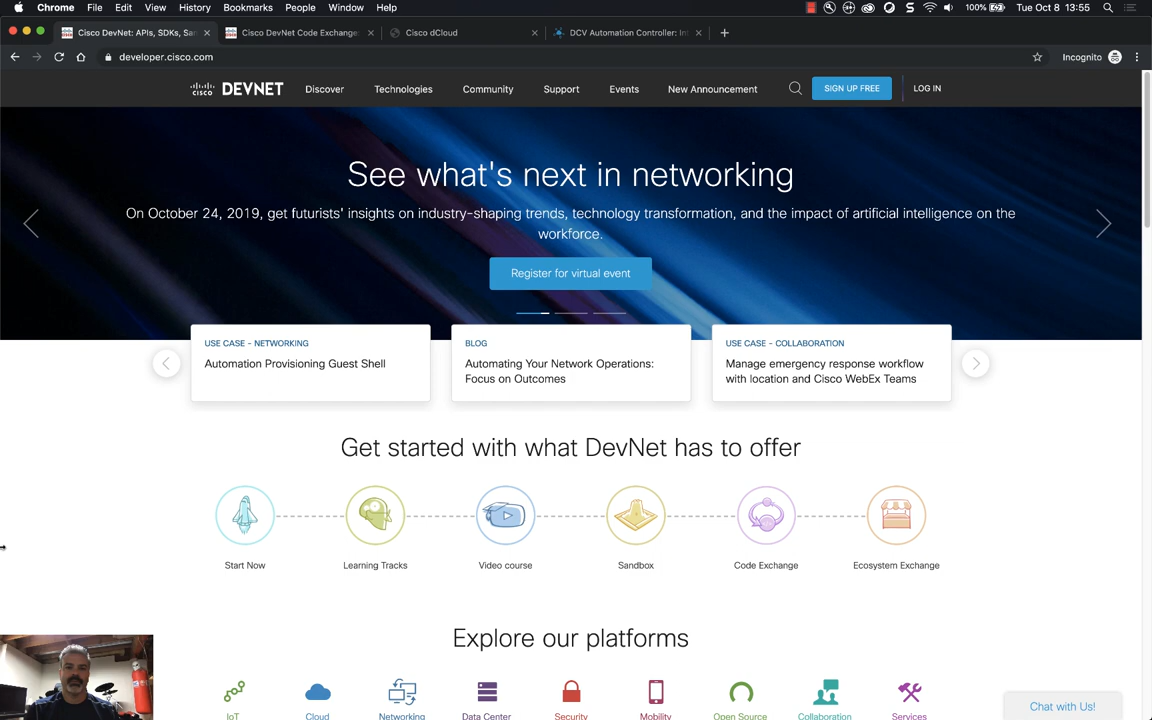 Chrome File Edit View History Bookmarks People Window Help
100% Tue Oct 8 13:55
Cisco DevNet: APIs, SDKs, San
Cisco DevNet Code Exchange:
Cisco dCloud
DCV Automation Controller: Int
developer.cisco.com
Incognito
CISCO DEVNET
Discover
Technologies
Community
Support
Events
New Announcement
SIGN UP FREE
LOG IN
See what's next in networking
On October 24, 2019, get futurists' insights on industry-shaping trends, technology transformation, and the impact of artificial intelligence on the
workforce.
Register for virtual event
USE CASE - NETWORKING
Automation Provisioning Guest Shell
BLOG
Automating Your Network Operations:
Focus on Outcomes
USE CASE - COLLABORATION
Manage emergency response workflow
with location and Cisco WebEx Teams
Get started with what DevNet has to offer
Start Now
Learning Tracks
Video course
Sandbox
Code Exchange
Ecosystem Exchange
Explore our platforms
IoT
Cloud
Networking
Data Center
Security
Mobility
Open Source
Collaboration
Services
Chat with Us!